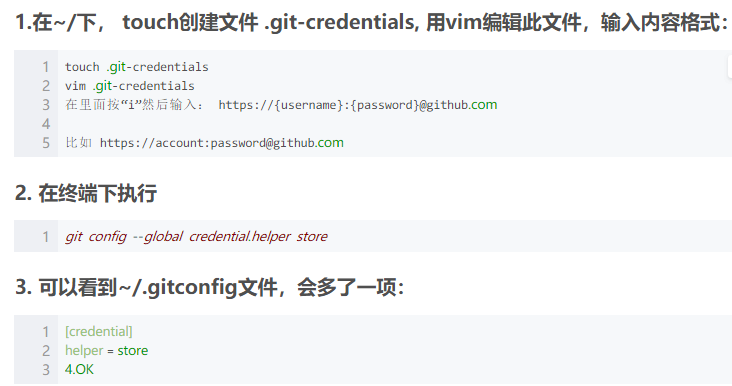 1.在~/下， touch创建文件 .git-credentials, 用vim编辑此文件，输入内容格式：
1 touch .git-credentials
2 vim .git-credentials
3 在里面按“i”然后输入： https://{username}:{password}@github.com
4
5 比如 https://account:password@github.com
2. 在终端下执行
1 git config --global credential.helper store
3. 可以看到~/.gitconfig文件，会多了一项：
1 [credential]
2 helper = store
3 4.OK